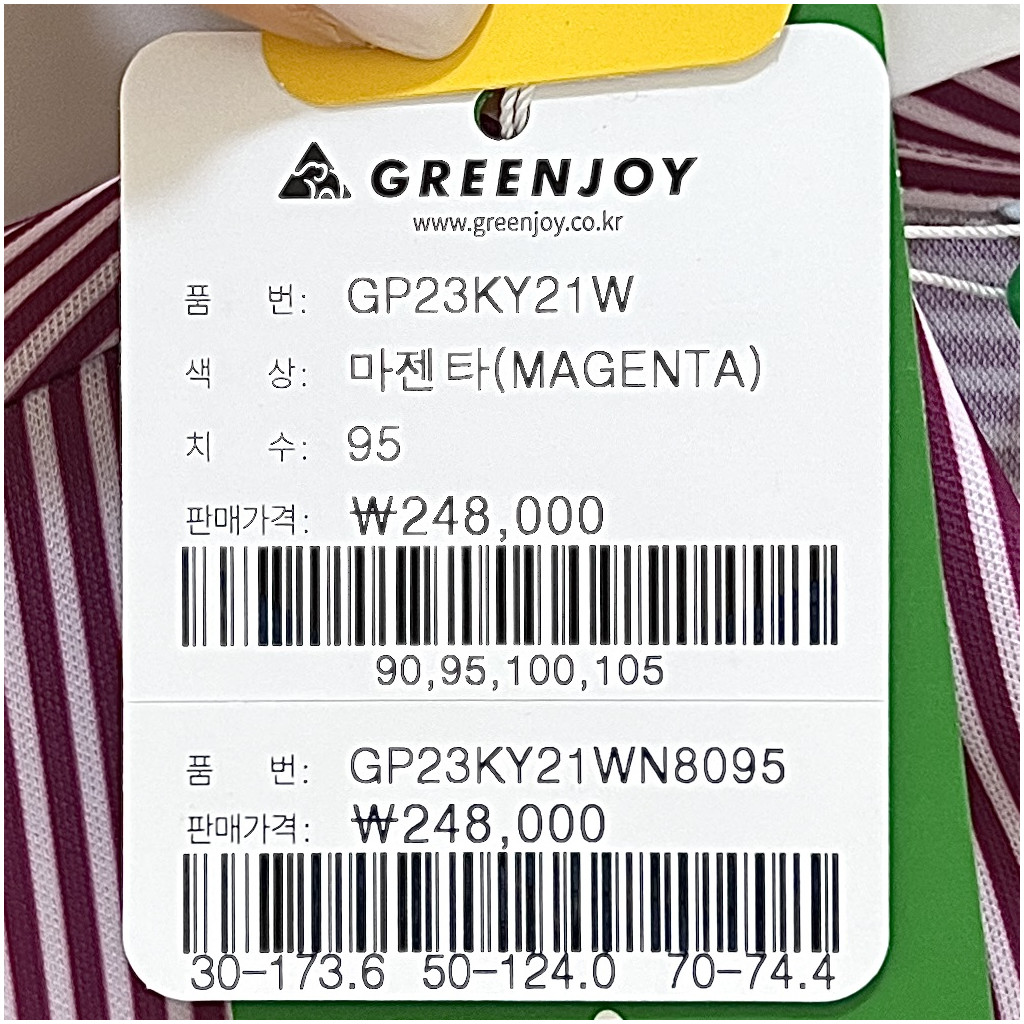 GREENJOY
www.greenjoy.co.kr
품 번: GP23KY21W
색 상: 마젠타(MAGENTA)
치 수: 95
판매가격: ₩248,000
90,95,100,105
품 번: GP23KY21WN8095
판매가격: ₩248,000
30-173.6 50-124.0 70-74.4